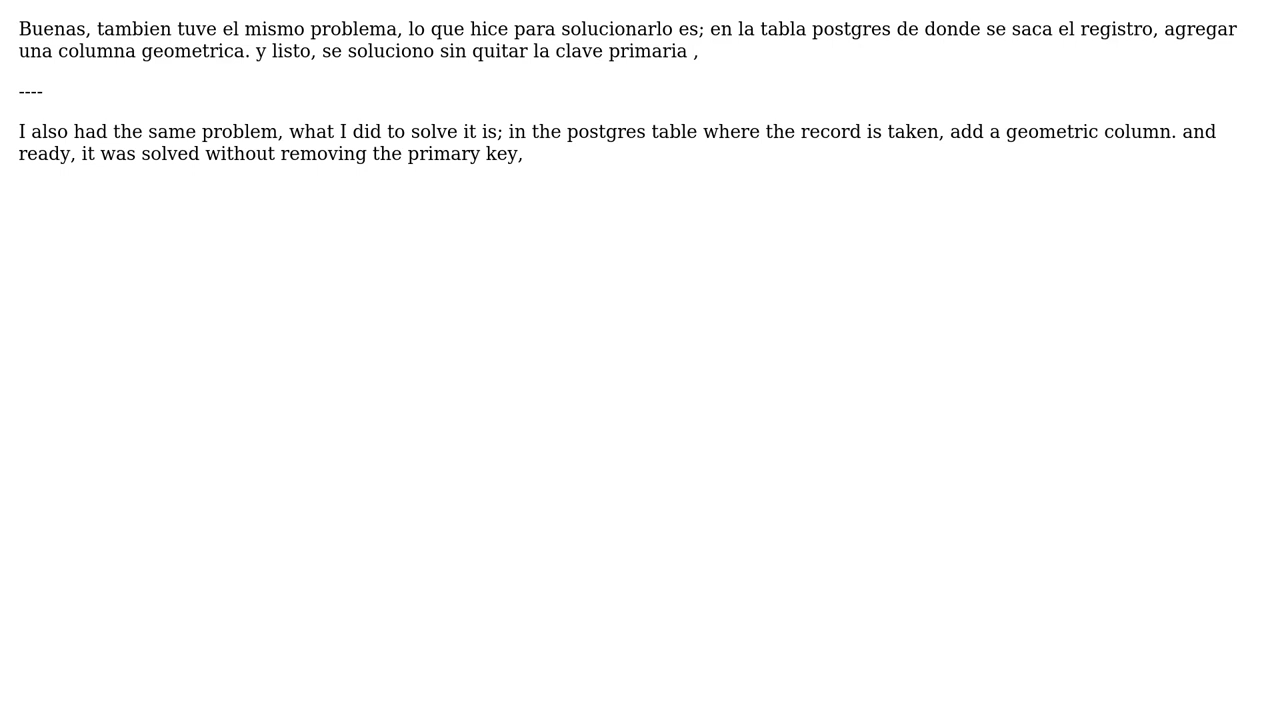 Buenas, tambien tuve el mismo problema, lo que hice para solucionarlo es; en la tabla postgres de donde se saca el registro, agregar
una columna geometrica. y listo, se soluciono sin quitar la clave primaria ,
----
I also had the same problem, what I did to solve it is; in the postgres table where the record is taken, add a geometric column. and
ready, it was solved without removing the primary key,